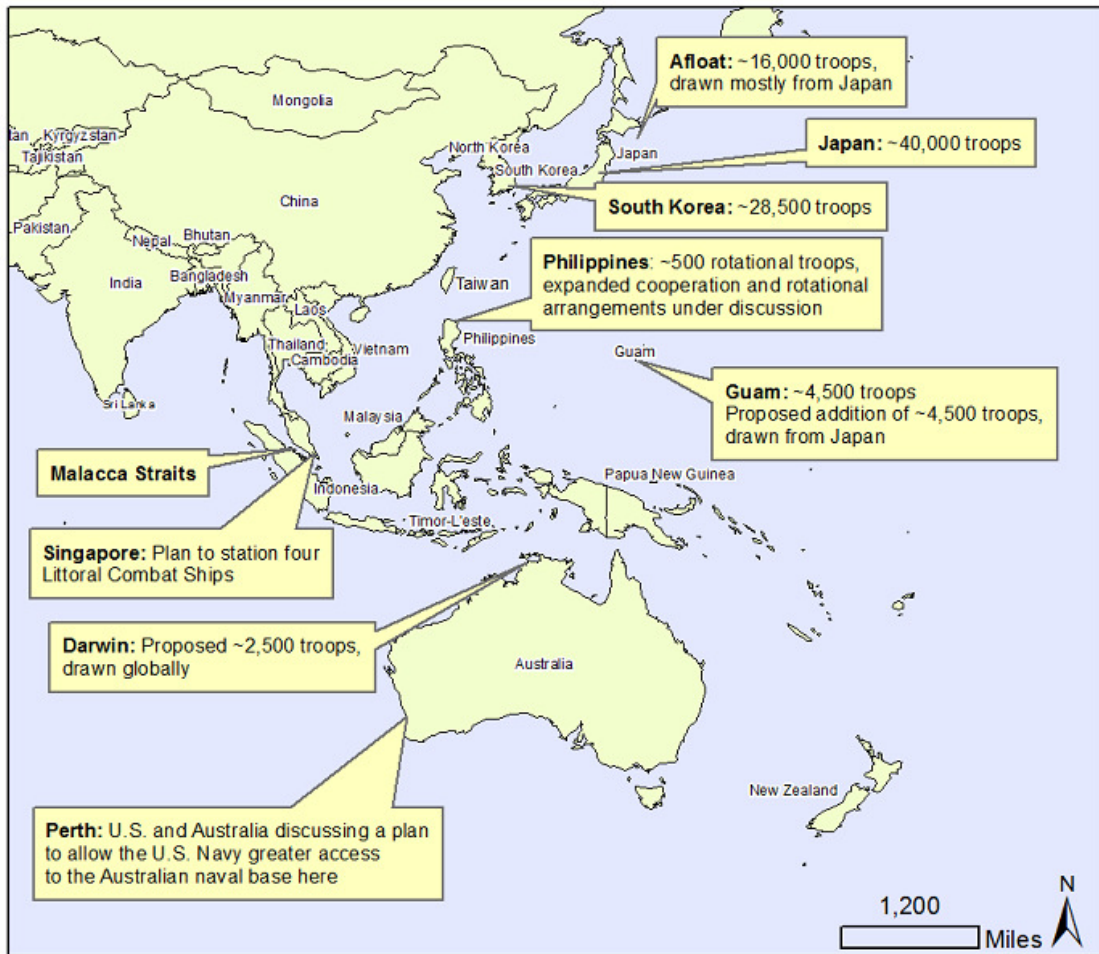 Afloat: ~16,000 troops,
drawn mostly from Japan
Mongolia
tan
Kyrgyzstan
Tajikistan
North Korea
Japan
Japan: ~40,000 troops
South Korea
China
South Korea: ~28,500 troops
Pakistan
Nepal
Bhutan
Philippines: ~500 rotational troops,
expanded cooperation and rotational
arrangements under discussion
India
Bangladesh
Taiwan
Myanmar
Laos
Thailand
Vietnam
Cambodia
Philippines
Guam
Guam: ~4,500 troops
Proposed addition of ~4,500 troops,
drawn from Japan
Sri Lanka
Malaysia
Malacca Straits
Indonesia
Papua New Guinea
Timor-L'este
Singapore: Plan to station four
Littoral Combat Ships
Darwin: Proposed ~2,500 troops,
drawn globally
Australia
New Zealand
Perth: U.S. and Australia discussing a plan
to allow the U.S. Navy greater access
to the Australian naval base here
N
1,200
Miles